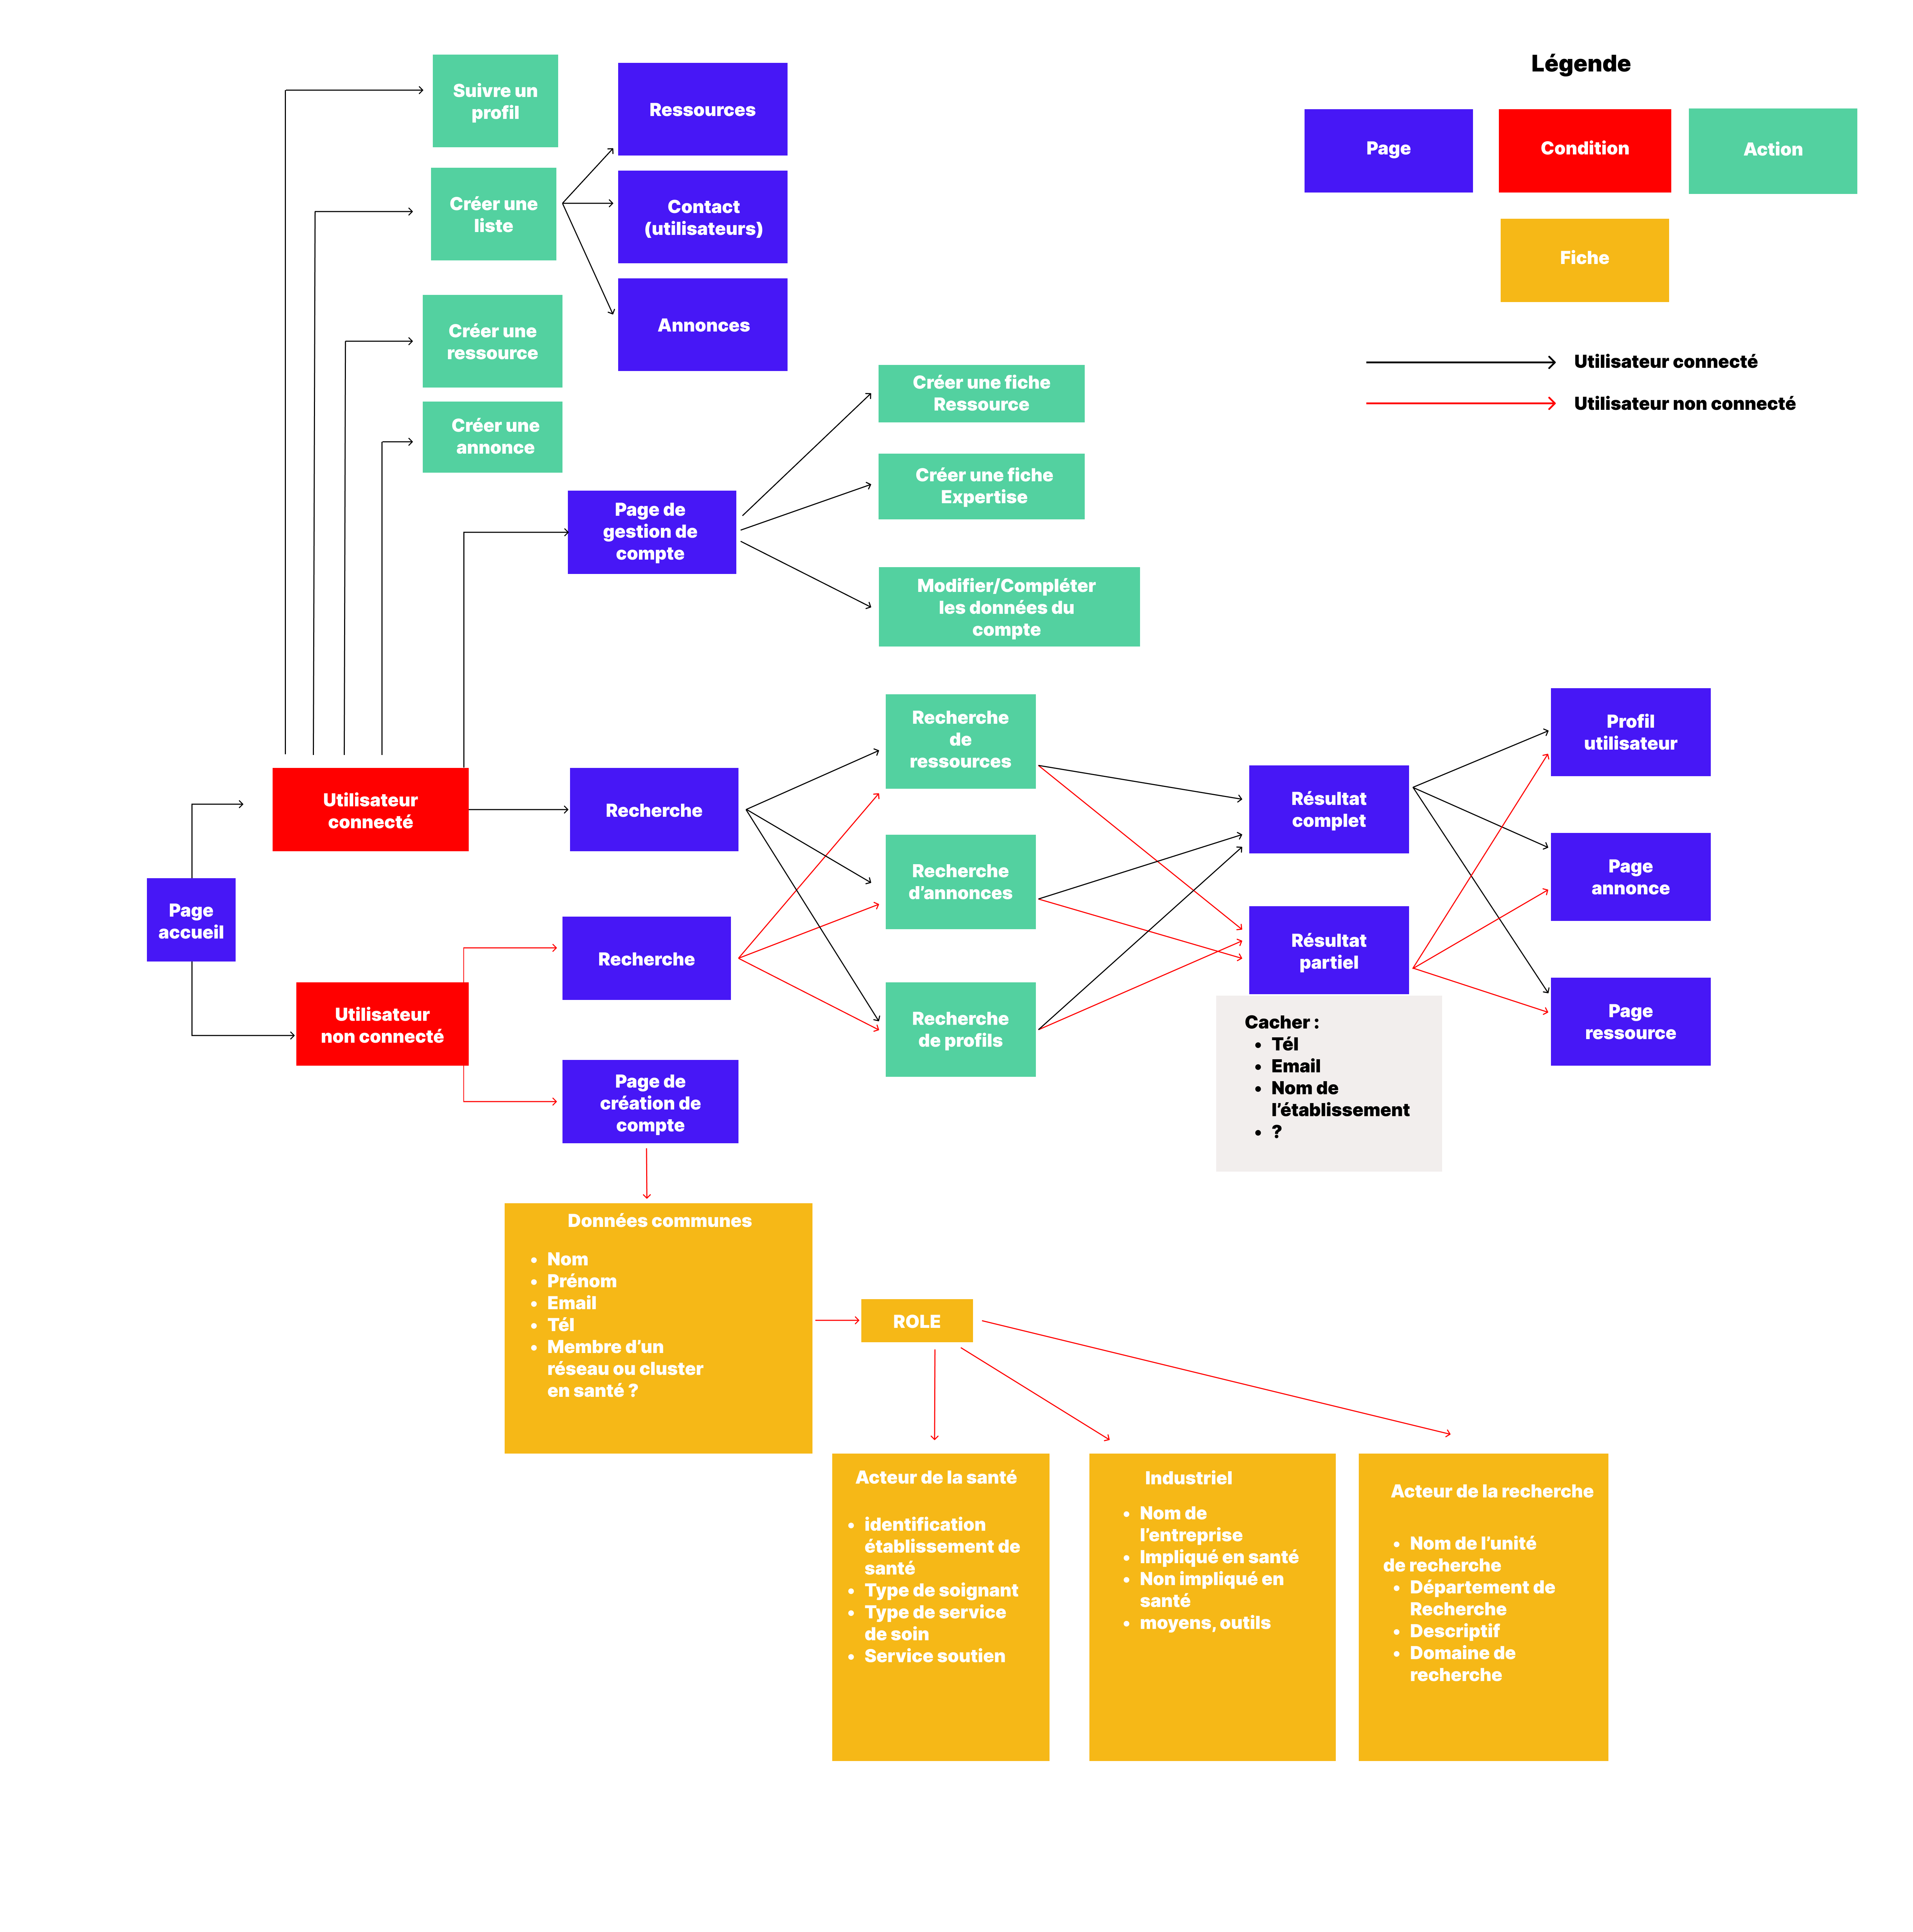 Légende
Page
Condition
Action
Fiche
Utilisateur connecté
Utilisateur non connecté
Suivre un
profil
Créer une
liste
Créer une
ressource
Créer une
annonce
Ressources
Contact
(utilisateurs)
Annonces
Page de
gestion de
compte
Créer une fiche
Ressource
Créer une fiche
Expertise
Modifier/Compléter
les données du
compte
Page
accueil
Utilisateur
connecté
Utilisateur
non connecté
Recherche
Recherche
Page de
création de
compte
Recherche
de
ressources
Recherche
d'annonces
Recherche
de profils
Résultat
complet
Résultat
partiel
Cacher :
• Tél
• Email
• Nom de
l'établissement
• ?
Profil
utilisateur
Page
annonce
Page
ressource
Données communes
• Nom
• Prénom
• Email
• Tél
• Membre d'un
réseau ou cluster
en santé ?
ROLE
Acteur de la santé
• identification
établissement de
santé
• Type de soignant
• Type de service
de soin
• Service soutien
Industriel
• Nom de
l'entreprise
• Impliqué en santé
• Non impliqué en
santé
• moyens, outils
Acteur de la recherche
• Nom de l'unité
de recherche
• Département de
Recherche
• Descriptif
• Domaine de
recherche